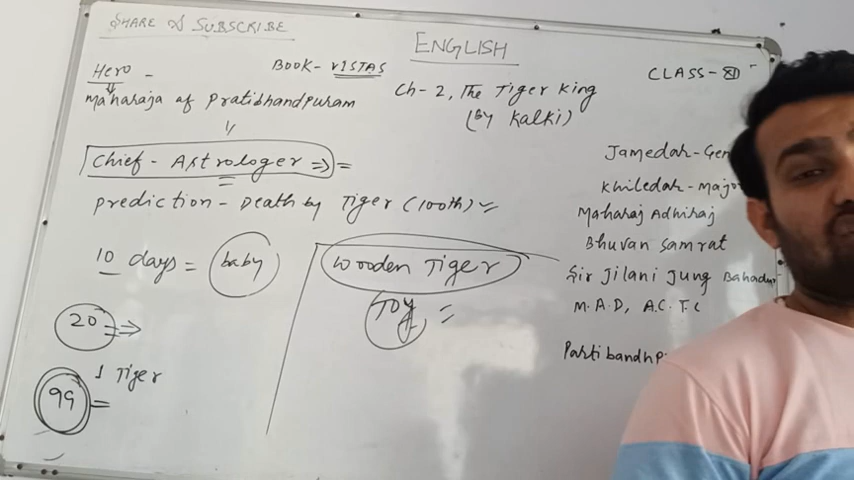 SHARE & SUBSCRIBE
ENGLISH
BOOK- VISTAS
CLASS-XII
Hero -
Maharaja of Pratibhandpuram
Ch-2, The Tiger King
(By Kalki)
Chief-Astrologer ⇒ =
prediction - Death by Tiger (100th)
10 days = baby
Wooden Tiger
Toy =
20 ⇒
1 Tiger
99 =
Jamedar-Gen
Khiledar-Major
Maharaj Adhiraj
Bhuvan Samrat
Sir Jilani Jung Bahadur
M.A.D, A.C.T.C
Partibandhp